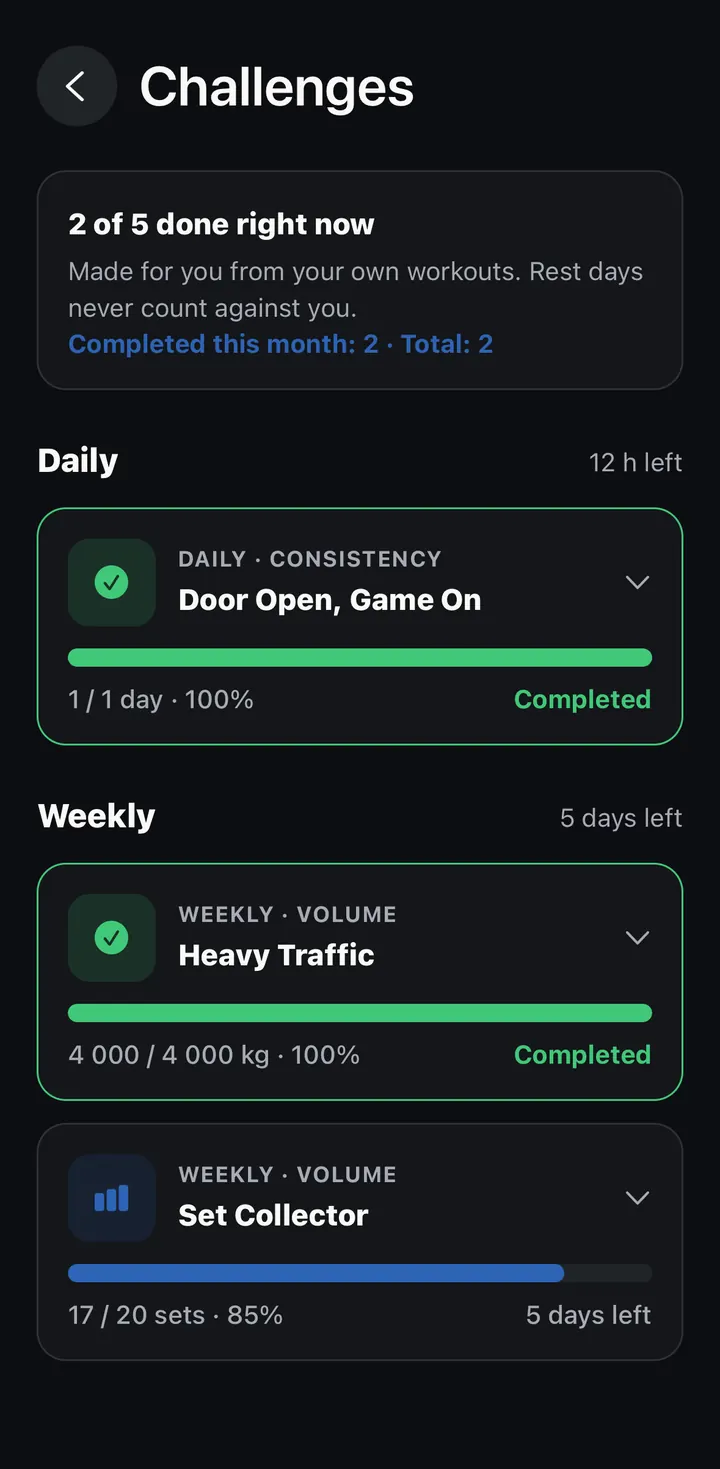 Challenges
2 of 5 done right now
Made for you from your own workouts. Rest days
never count against you.
Completed this month: 2 · Total: 2
Daily
12 h left
DAILY · CONSISTENCY
Door Open, Game On
1 / 1 day · 100%
Completed
Weekly
5 days left
WEEKLY · VOLUME
Heavy Traffic
4 000 / 4 000 kg · 100%
Completed
WEEKLY · VOLUME
Set Collector
17 / 20 sets · 85%
5 days left